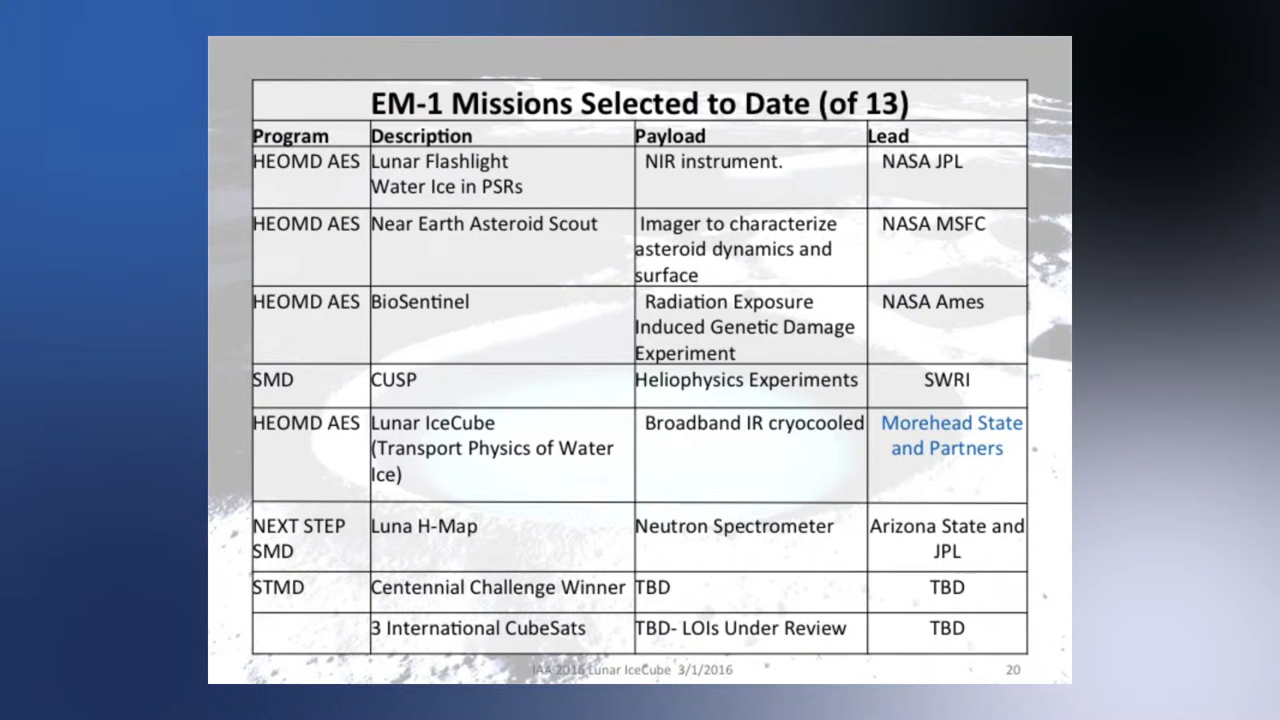 EM-1 Missions Selected to Date (of 13)
Program Description Payload Lead
HEOMD AES Lunar Flashlight NIR instrument. NASA JPL
Water Ice in PSRs
HEOMD AES Near Earth Asteroid Scout Imager to characterize NASA MSFC
asteroid dynamics and
surface
HEOMD AES BioSentinel Radiation Exposure NASA Ames
Induced Genetic Damage
Experiment
SMD CUSP Heliophysics Experiments SWRI
HEOMD AES Lunar IceCube Broadband IR cryocooled Morehead State
(Transport Physics of Water and Partners
Ice)
NEXT STEP Luna H-Map Neutron Spectrometer Arizona State and
SMD JPL
STMD Centennial Challenge Winner TBD TBD
3 International CubeSats TBD- LOIs Under Review TBD
IAA 2016 Lunar IceCube 3/1/2016 20